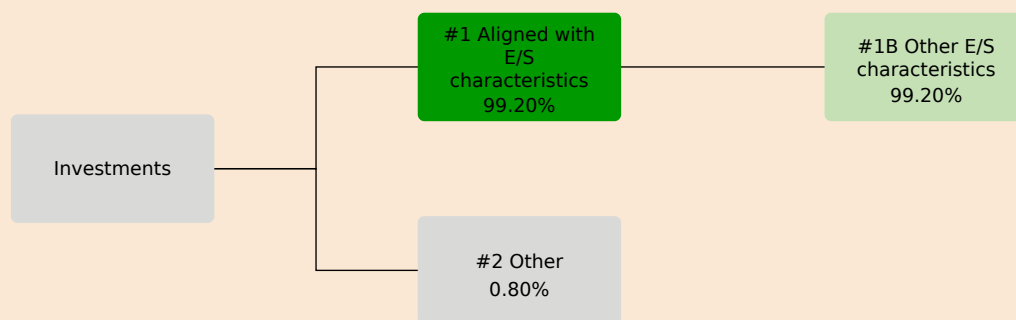 #1 Aligned with
E/S
characteristics
99.20%
#1B Other E/S
characteristics
99.20%
Investments
#2 Other
0.80%